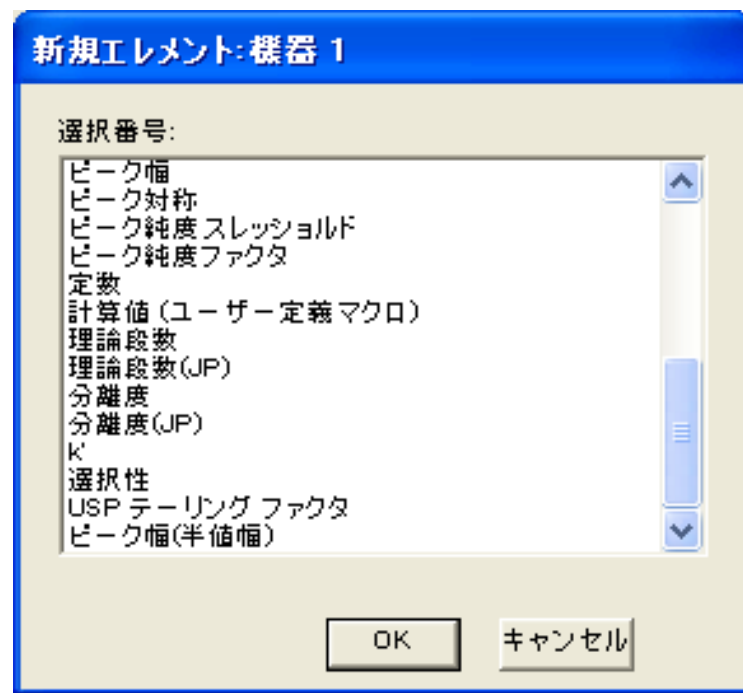 新規エレメント:機器 1
選択番号:
ピーク幅
ピーク対称
ピーク純度 スレッショルド
ピーク純度ファクタ
定数
計算値 (ユーザー定義マクロ)
理論段数
理論段数(JP)
分離度
分離度(JP)
k'
選択性
USP テーリング ファクタ
ピーク幅(半値幅)
OK
キャンセル